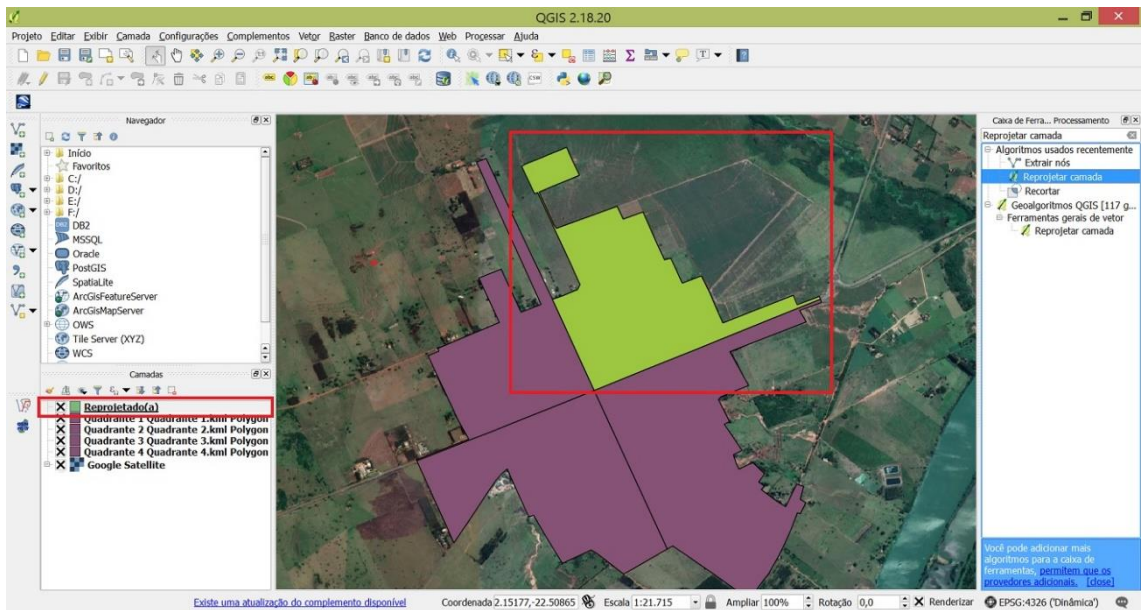 QGIS 2.18.20
Projeto Editar Exibir Camada Configurações Complementos Vetor Raster Banco de dados Web Processar Ajuda
Navegador
Início
Favoritos
C:/
D:/
E:/
F:/
DB2
MSSQL
Oracle
PostGIS
SpatiaLite
ArcGisFeatureServer
ArcGisMapServer
OWS
Tile Server (XYZ)
WCS
Camadas
Reprojetado(a)
Quadrante 1 Quadrante 1.kml Polygon
Quadrante 2 Quadrante 2.kml Polygon
Quadrante 3 Quadrante 3.kml Polygon
Quadrante 4 Quadrante 4.kml Polygon
Google Satellite
Caixa de Ferra... Processamento
Reprojetar camada
Algoritmos usados recentemente
Extrair nós
Reprojetar camada
Recortar
Geoalgoritmos QGIS [117 g...
Ferramentas gerais de vetor
Reprojetar camada
Você pode adicionar mais
algoritmos para a caixa de
ferramentas, permitem que os
provedores adicionais. [close]
Existe uma atualização do complemento disponível Coordenada 2.15177,-22.50865 Escala 1:21.715 Ampliar 100% Rotação 0,0 Renderizar EPSG:4326 ('Dinâmica')